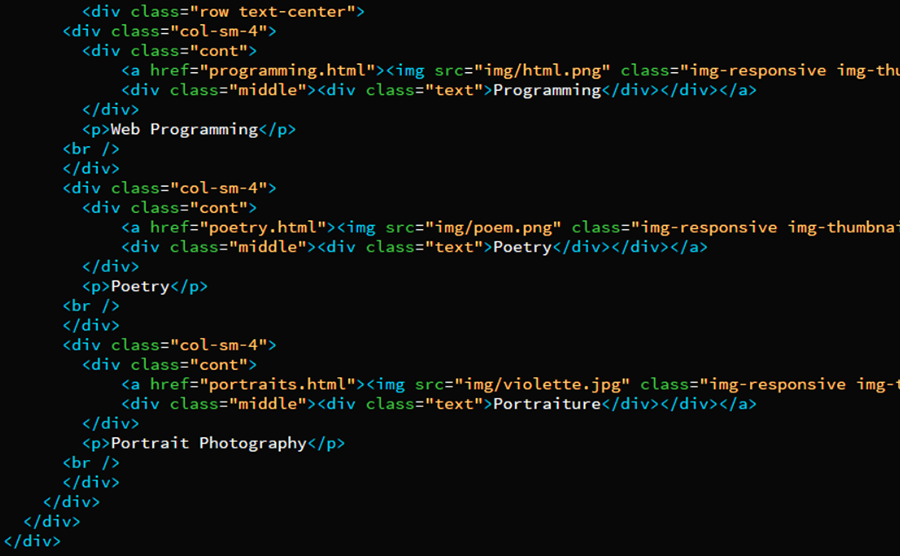 <div class="row text-center">
<div class="col-sm-4">
<div class="cont">
<a href="programming.html"><img src="img/html.png" class="img-responsive
<div class="middle"><div class="text">Programming</div></div></a>
</div>
<p>Web Programming</p>
<br />
</div>
<div class="col-sm-4">
<div class="cont">
<a href="poetry.html"><img src="img/poem.png" class="img-responsive
<div class="middle"><div class="text">Poetry</div></div></a>
</div>
<p>Poetry</p>
<br />
</div>
<div class="col-sm-4">
<div class="cont">
<a href="portraits.html"><img src="img/violette.jpg" class="img-responsive
<div class="middle"><div class="text">Portraiture</div></div></a>
</div>
<p>Portrait Photography</p>
<br />
</div>
</div>
</div>
</div>